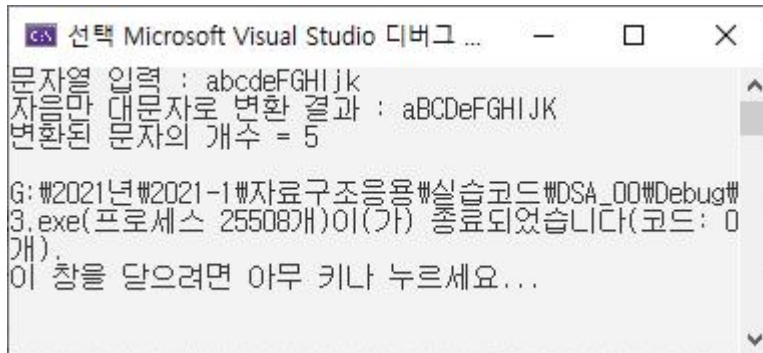 선택 Microsoft Visual Studio 디버그 ...
문자열 입력 : abcdeFGHIjk
자음만 대문자로 변환 결과 : aBCDeFGHIJK
변환된 문자의 개수 = 5
G:₩2021년₩2021-1₩자료구조응용₩실습코드₩DSA_00₩Debug₩
3.exe(프로세스 25508개)이(가) 종료되었습니다(코드: 0
개).
이 창을 닫으려면 아무 키나 누르세요...